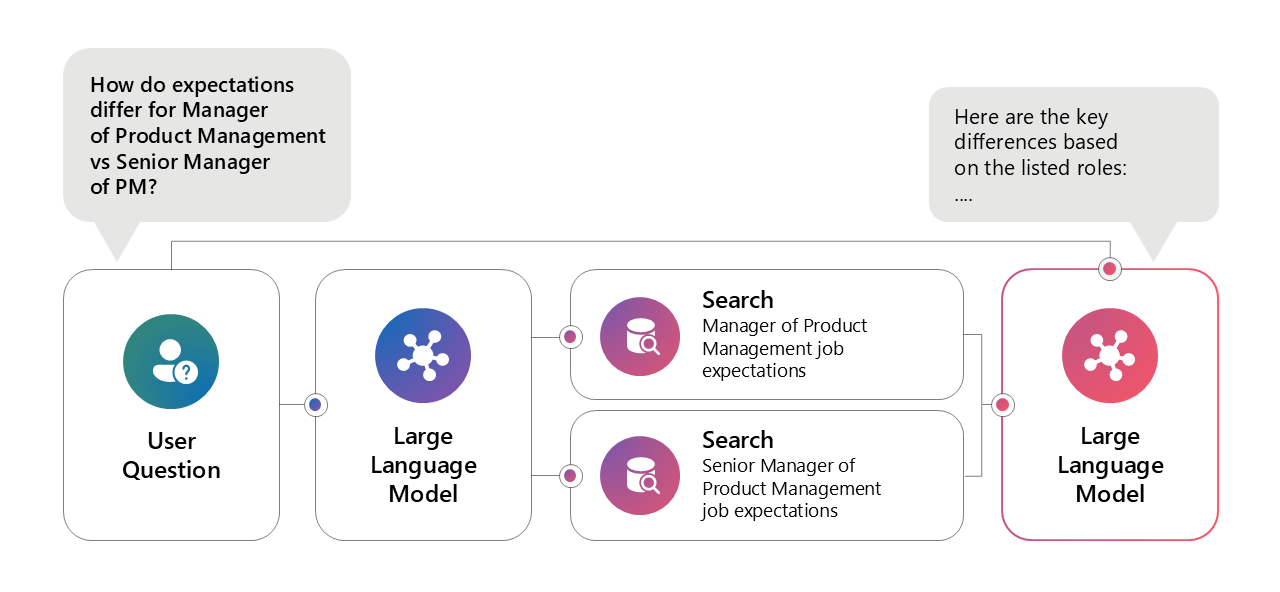 How do expectations
differ for Manager
of Product Management
vs Senior Manager
of PM?
Here are the key
differences based
on the listed roles:
....
?
User
Question
Large
Language
Model
Search
Manager of Product
Management job
expectations
Search
Senior Manager of
Product Management
job expectations
Large
Language
Model